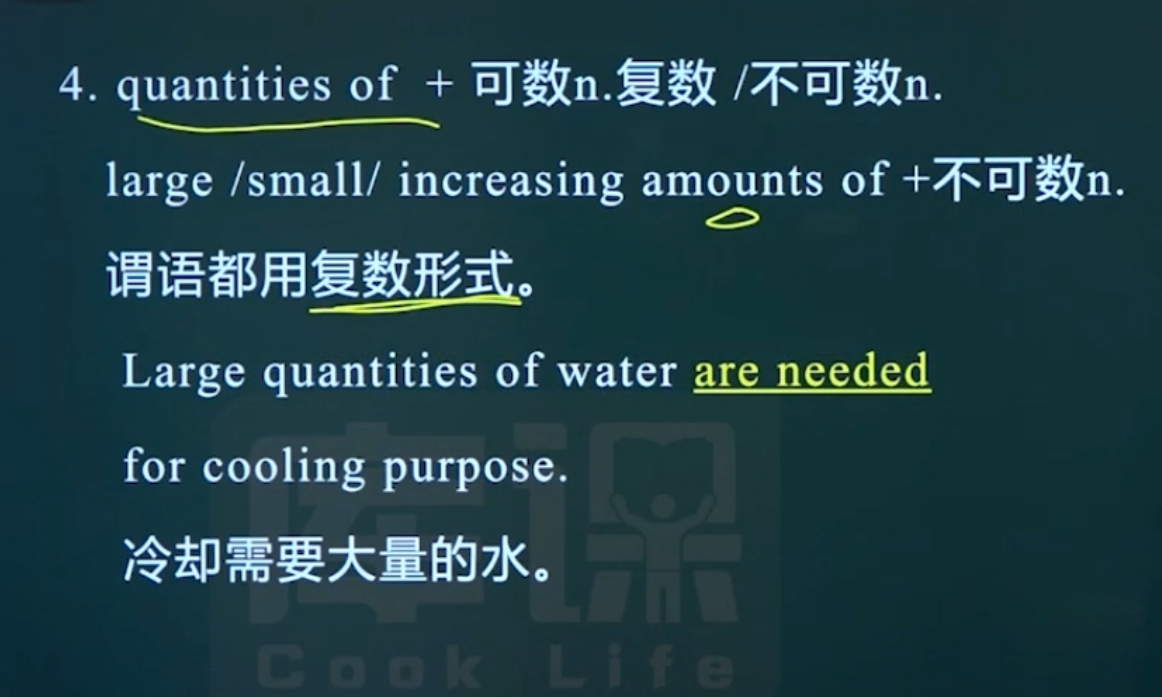 4. quantities of + 可数n.复数 /不可数n.
large /small/ increasing amounts of +不可数n.
谓语都用复数形式。
Large quantities of water are needed
for cooling purpose.
冷却需要大量的水。
库课
Cook Life